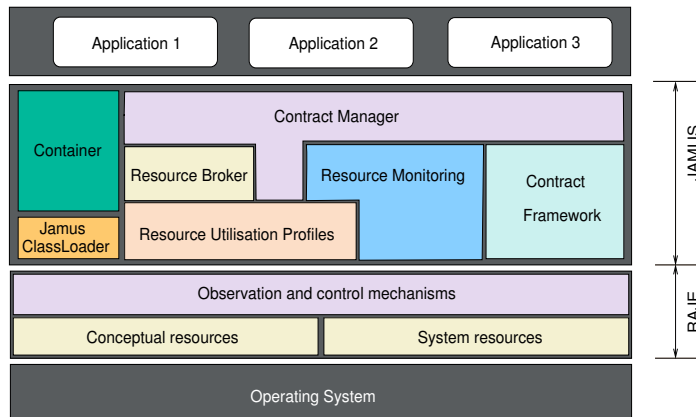 Application 1
Application 2
Application 3
Contract Manager
Container
Resource Broker
Resource Monitoring
Contract
Framework
Jamus
ClassLoader
Resource Utilisation Profiles
JAMUS
Observation and control mechanisms
Conceptual resources
System resources
RAJE
Operating System